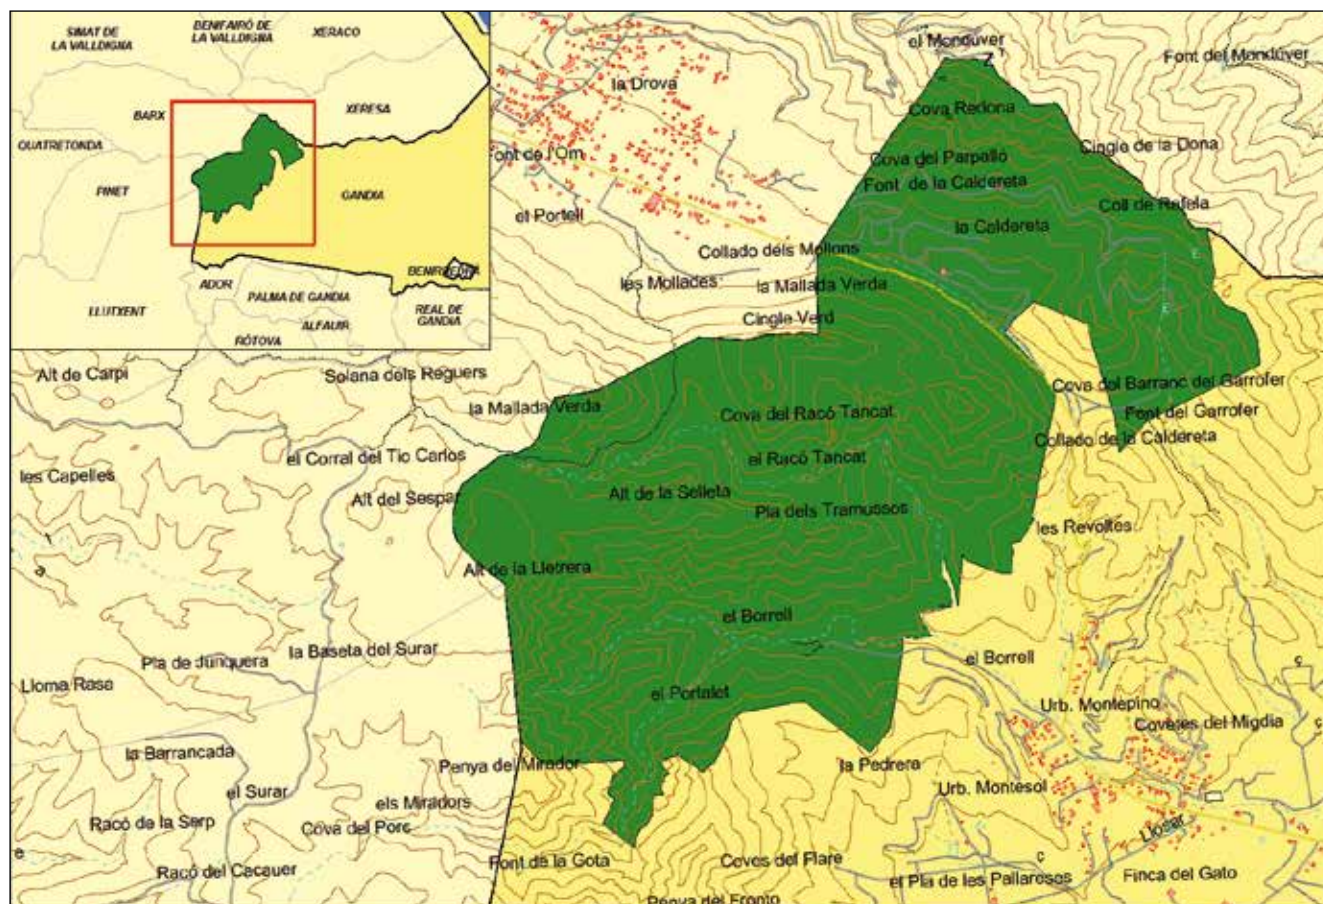 SIMAT DE
LA VALLDIGNA
BENIFAIRÓ DE
LA VALLDIGNA
XERACO
BARX
XERESA
QUATRETONDA
PINET
GANDIA
ADOR
PALMA DE GANDIA
LLUTXENT
ALFAUIR
RÓTOVA
REAL DE
GANDIA
el Mondúver
Font del Mondúver
la Drova
Cova Redona
Cingle de la Dona
Font de l'Om
Cova del Parpalló
Font de la Caldereta
el Portell
la Caldereta
Coll de Rafela
Collado dels Mollons
les Mollades
la Mallada Verda
Cingle Verd
E
E
Alt de Carpi
Solana dels Reguers
la Mallada Verda
Cova del Racó Tancat
Cova del Barranc del Garrofer
Font del Garrofer
Collado de la Caldereta
el Corral del Tio Carlos
el Racó Tancat
les Capelles
Alt del Sespar
Alt de la Selleta
Pla dels Tramussos
les Revoltes
Alt de la Lletrera
el Borrell
la Baseta del Surar
Pla de Junquera
el Borrell
Lloma Rasa
el Portalet
Urb. Montepino
Covetes del Migdia
la Barrancada
Penya del Mirador
la Pedrera
el Surar
els Miradors
Urb. Montesol
Racó de la Serp
Cova del Porc
Llosar
Racó del Cacauer
Font de la Gota
Coves del Flare
el Pla de les Pallaroses
Finca del Gato
Penya del Fronto